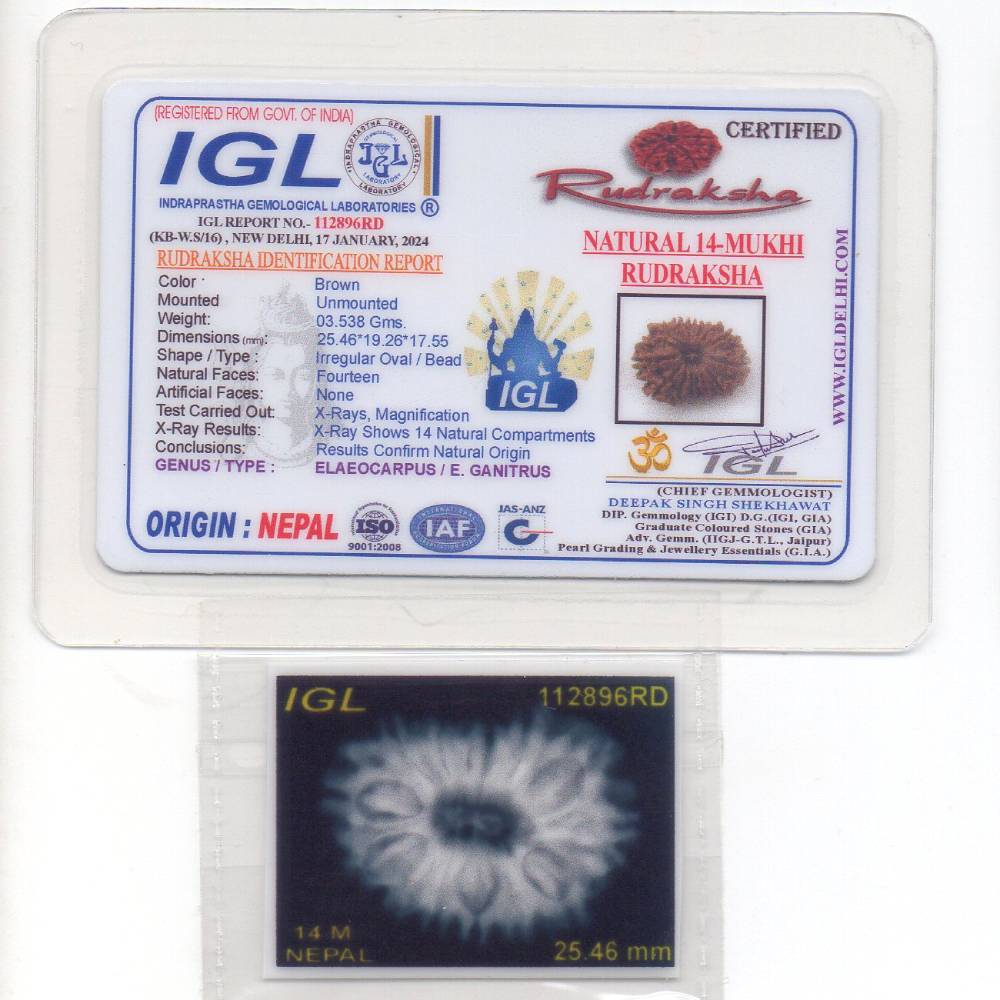 (REGISTERED FROM GOVT. OF INDIA)
IGL
INDRAPRASTHA GEMOLOGICAL LABORATORY
IGL
INDRAPRASTHA GEMOLOGICAL LABORATORIES ®
IGL REPORT NO.- 112896RD
(KB-W.S/16) , NEW DELHI, 17 JANUARY, 2024
RUDRAKSHA IDENTIFICATION REPORT
Color : Brown
Mounted Unmounted
Weight: 03.538 Gms.
Dimensions (mm): 25.46*19.26*17.55
Shape / Type : Irregular Oval / Bead
Natural Faces: Fourteen
Artificial Faces: None
Test Carried Out: X-Rays, Magnification
X-Ray Results: X-Ray Shows 14 Natural Compartments
Conclusions: Results Confirm Natural Origin
GENUS / TYPE : ELAEOCARPUS / E. GANITRUS
ORIGIN : NEPAL
ISO
9001:2008
IAF
JAS-ANZ
IGL
CERTIFIED
Rudraksha
NATURAL 14-MUKHI
RUDRAKSHA
WWW.IGLDELHI.COM
ॐ
IGL
(CHIEF GEMMOLOGIST)
DEEPAK SINGH SHEKHAWAT
DIP. Gemmology (IGI) D.G.(IGI, GIA)
Graduate Coloured Stones (GIA)
Adv. Gemm. (IIGJ-G.T.L., Jaipur)
Pearl Grading & Jewellery Essentials (G.I.A.)
IGL 112896RD
14 M
NEPAL 25.46 mm